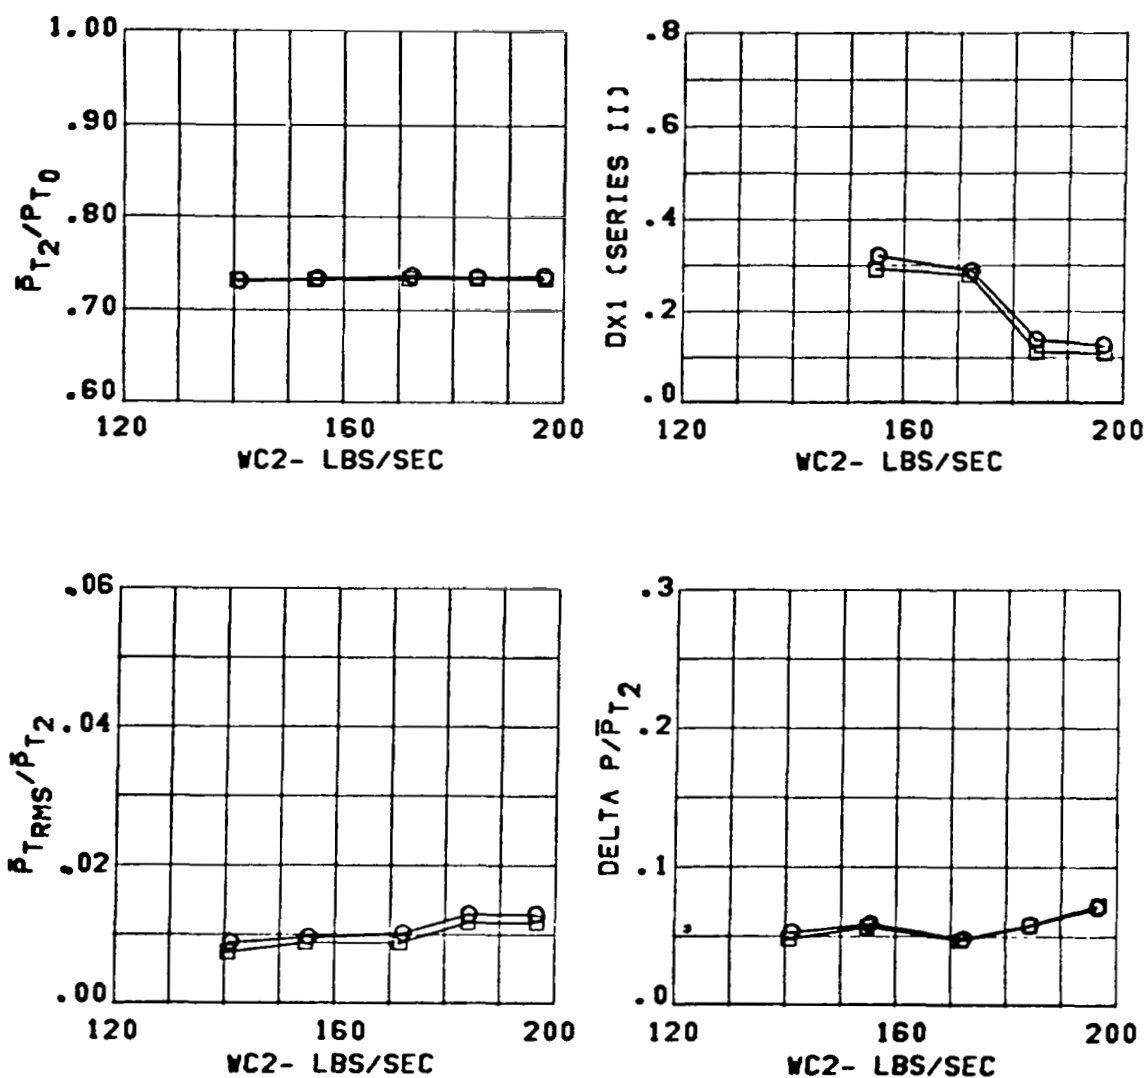 1.00
.90
.80
.70
.60
P̄T2/PT0
120 160 200
WC2- LBS/SEC
.8
.6
.4
.2
.0
DX1 (SERIES II)
120 160 200
WC2- LBS/SEC
.06
.04
.02
.00
P̄TRMS/P̄T2
120 160 200
WC2- LBS/SEC
.3
.2
.1
.0
DELTA P/P̄T2
120 160 200
WC2- LBS/SEC